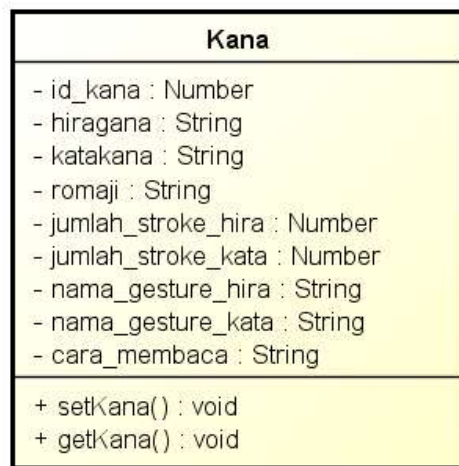 Kana
- id_kana : Number
- hiragana : String
- katakana : String
- romaji : String
- jumlah_stroke_hira : Number
- jumlah_stroke_kata : Number
- nama_gesture_hira : String
- nama_gesture_kata : String
- cara_membaca : String
+ setKana() : void
+ getKana() : void